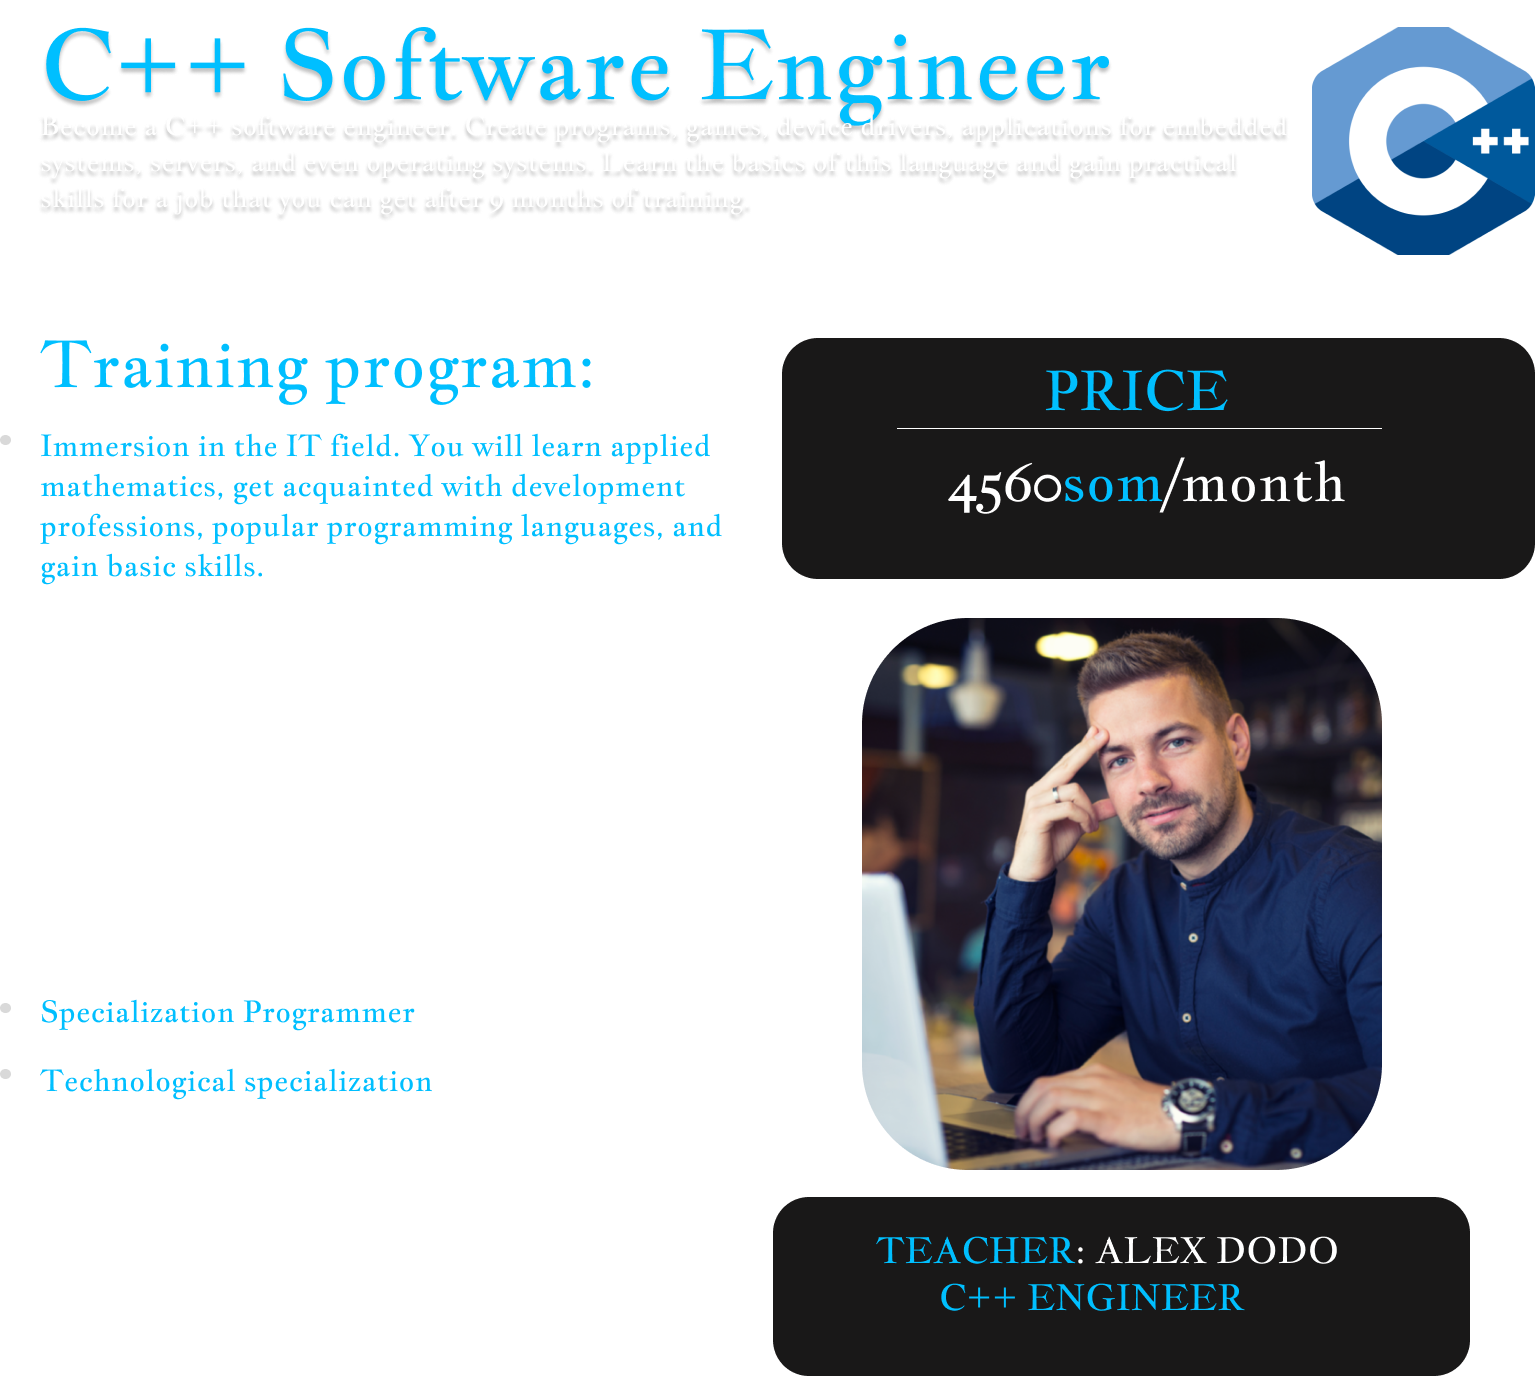 C++ Software Engineer
Become a C++ software engineer. Create programs, games, device drivers, applications for embedded
systems, servers, and even operating systems. Learn the basics of this language and gain practical
skills for a job that you can get after 9 months of training.
C++
Training program:
Immersion in the IT field. You will learn applied
mathematics, get acquainted with development
professions, popular programming languages, and
gain basic skills.
Specialization Programmer
Technological specialization
PRICE
4560som/month
TEACHER: ALEX DODO
C++ ENGINEER